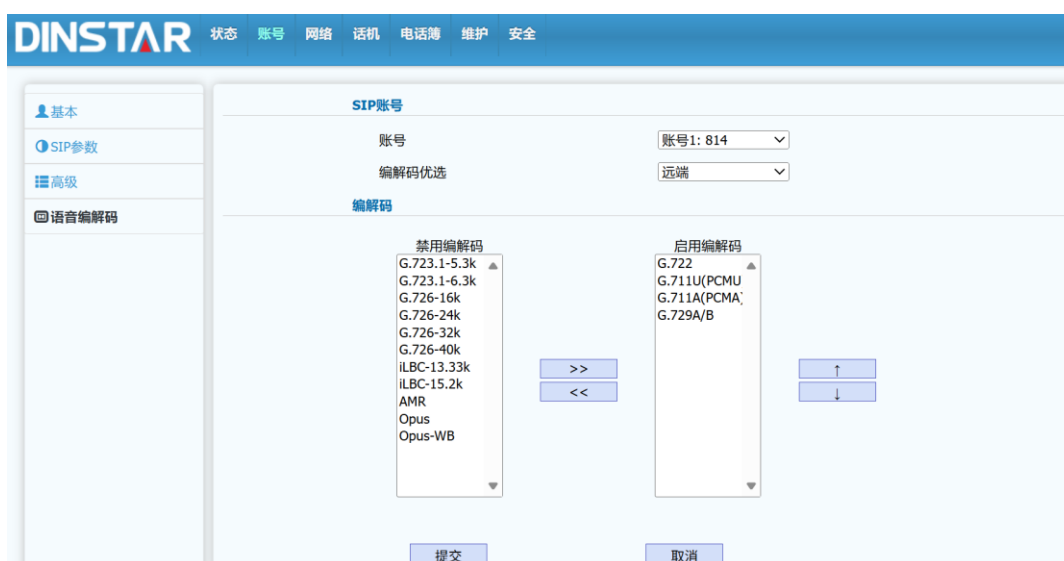 DINSTAR 状态 账号 网络 话机 电话簿 维护 安全
基本
SIP参数
高级
语音编解码
SIP账号
账号 账号1: 814
编解码优选 远端
编解码
禁用编解码
G.723.1-5.3k
G.723.1-6.3k
G.726-16k
G.726-24k
G.726-32k
G.726-40k
iLBC-13.33k
iLBC-15.2k
AMR
Opus
Opus-WB
>>
<<
启用编解码
G.722
G.711U(PCMU
G.711A(PCMA)
G.729A/B
↑
↓
提交 取消